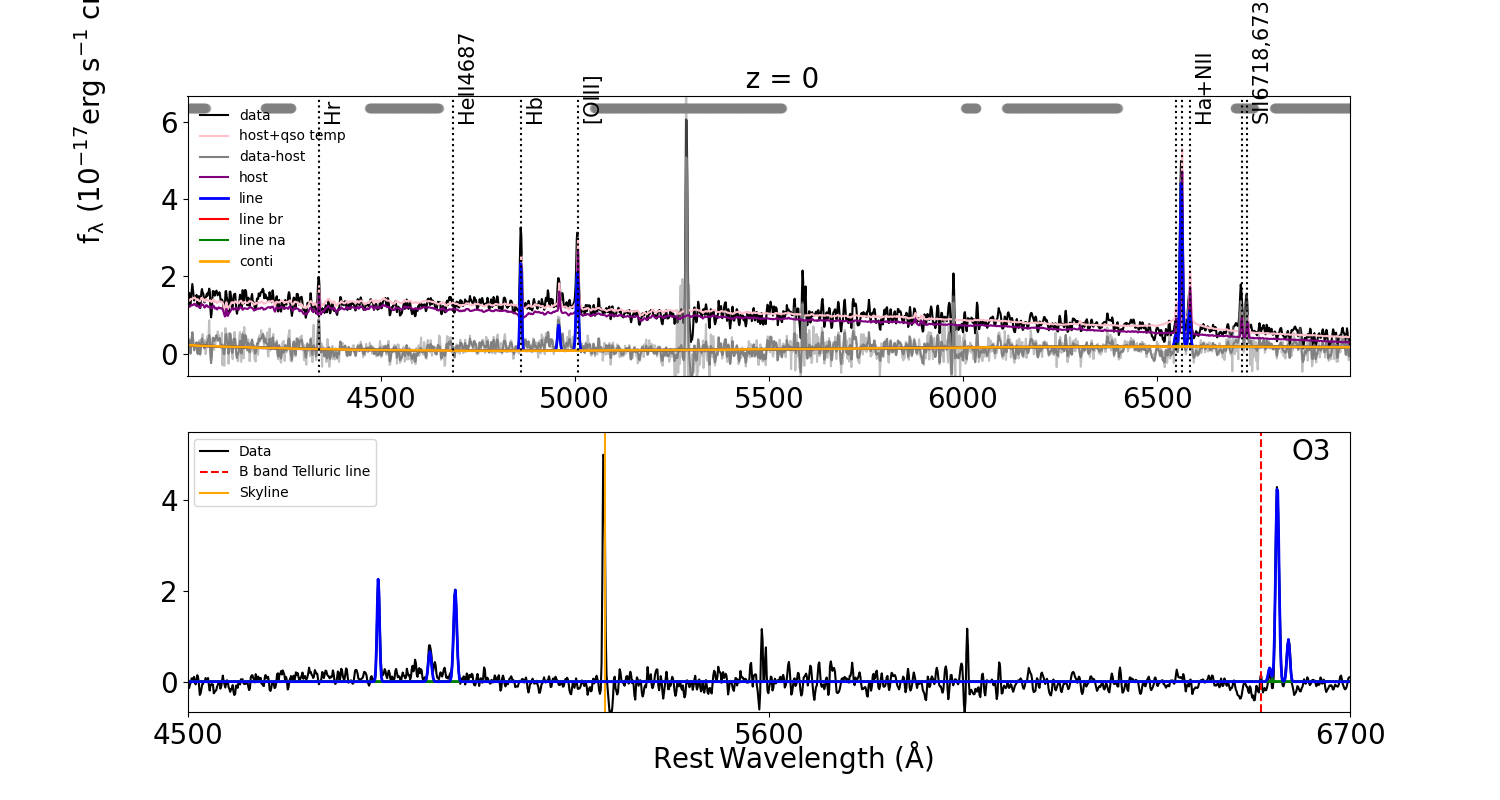 z = 0
f_λ (10⁻¹⁷erg s⁻¹
Hr
HeII4687
Hb
[OIII]
Ha+NII
SII6718,673
data
host+qso temp
data-host
host
line
line br
line na
conti
6
4
2
0
4500
5000
5500
6000
6500
O3
Data
B band Telluric line
Skyline
4
2
0
4500
5600
6700
Rest Wavelength (Å)